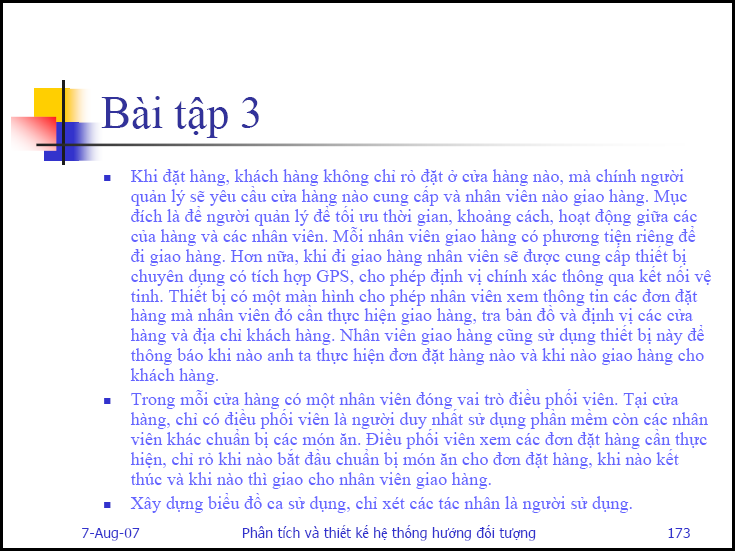 Bài tập 3
Khi đặt hàng, khách hàng không chỉ rỏ đặt ở cửa hàng nào, mà chính người
quản lý sẽ yêu cầu cửa hàng nào cung cấp và nhân viên nào giao hàng. Mục
đích là để người quản lý để tối ưu thời gian, khoảng cách, hoạt động giữa các
của hàng và các nhân viên. Mỗi nhân viên giao hàng có phương tiện riêng để
đi giao hàng. Hơn nữa, khi đi giao hàng nhân viên sẽ được cung cấp thiết bị
chuyên dụng có tích hợp GPS, cho phép định vị chính xác thông qua kết nối vệ
tinh. Thiết bị có một màn hình cho phép nhân viên xem thông tin các đơn đặt
hàng mà nhân viên đó cần thực hiện giao hàng, tra bản đồ và định vị các cửa
hàng và địa chỉ khách hàng. Nhân viên giao hàng cũng sử dụng thiết bị này để
thông báo khi nào anh ta thực hiện đơn đặt hàng nào và khi nào giao hàng cho
khách hàng.
Trong mỗi cửa hàng có một nhân viên đóng vai trò điều phối viên. Tại cửa
hàng, chỉ có điều phối viên là người duy nhất sử dụng phần mềm còn các nhân
viên khác chuẩn bị các món ăn. Điều phối viên xem các đơn đặt hàng cần thực
hiện, chỉ rỏ khi nào bắt đầu chuẩn bị món ăn cho đơn đặt hàng, khi nào kết
thúc và khi nào thì giao cho nhân viên giao hàng.
Xây dựng biểu đồ ca sử dụng, chỉ xét các tác nhân là người sử dụng.
7-Aug-07 Phân tích và thiết kế hệ thống hướng đối tượng 173